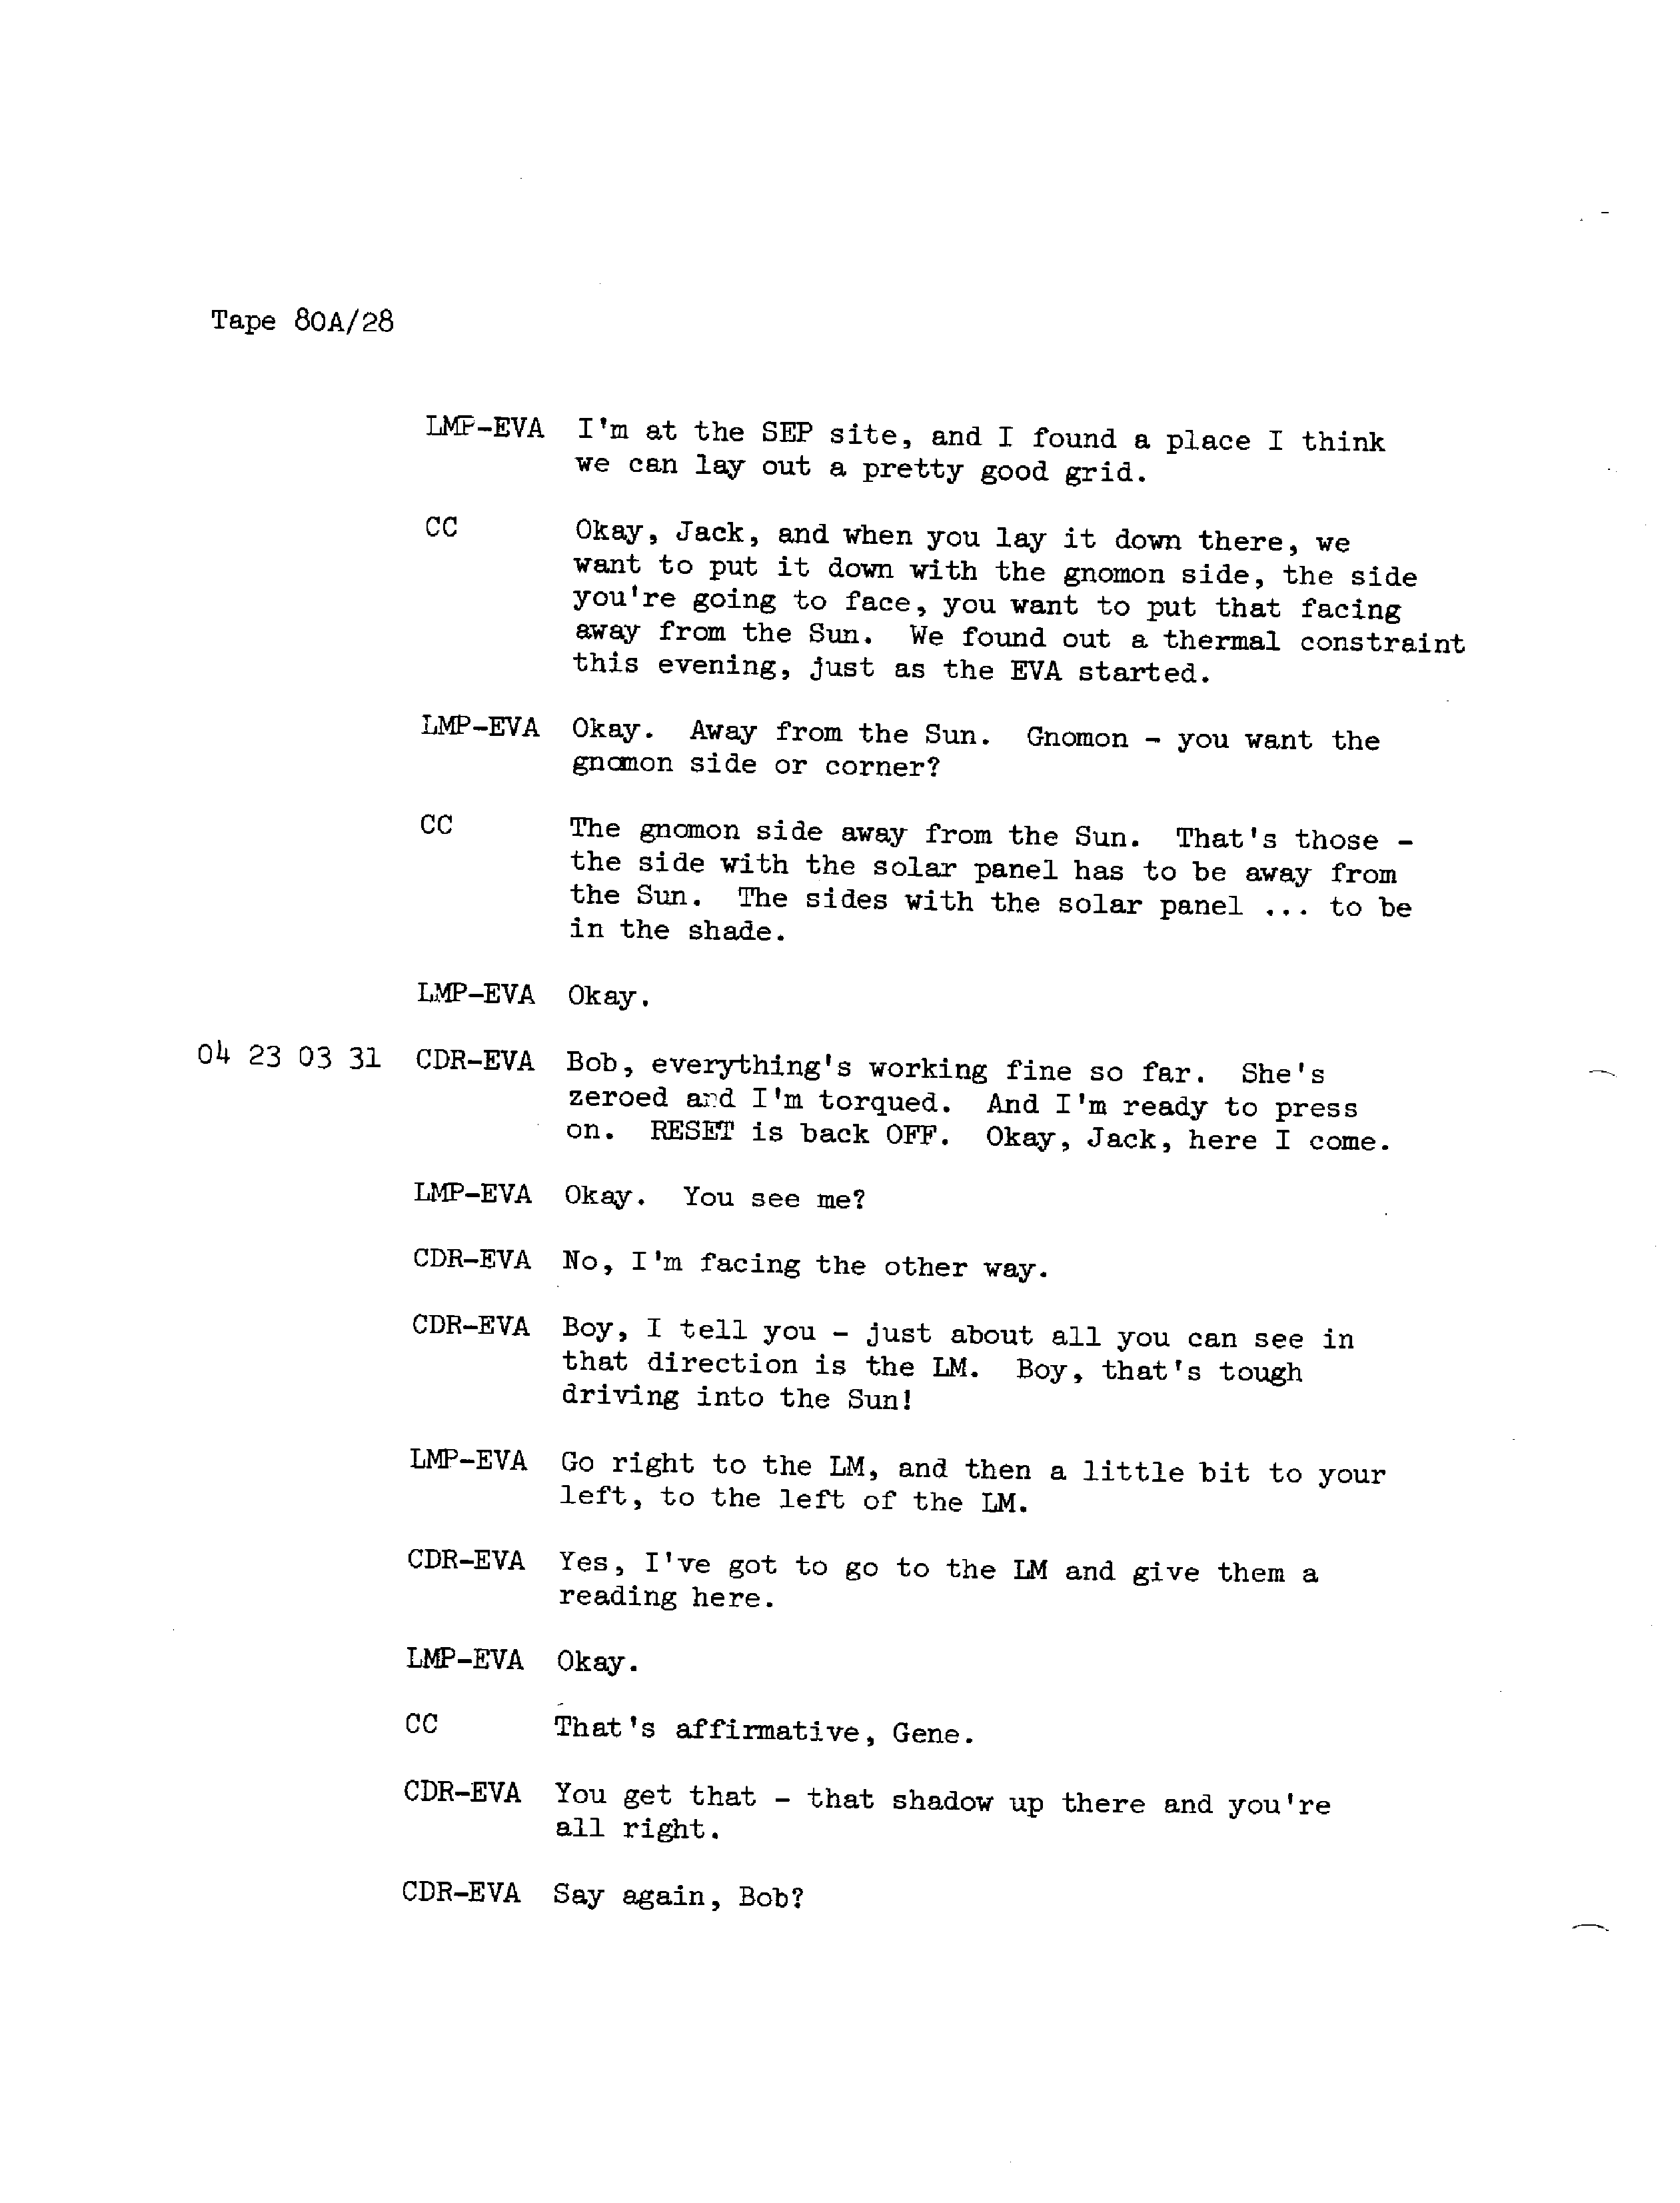 Tape 80A/28
LMP-EVA I'm at the SEP site, and I found a place I think
we can lay out a pretty good grid.
CC Okay, Jack, and when you lay it down there, we
want to put it down with the gnomon side, the side
you're going to face, you want to put that facing
away from the Sun. We found out a thermal constraint
this evening, just as the EVA started.
LMP-EVA Okay. Away from the Sun. Gnomon - you want the
gnomon side or corner?
CC The gnomon side away from the Sun. That's those -
the side with the solar panel has to be away from
the Sun. The sides with the solar panel ... to be
in the shade.
LMP-EVA Okay.
04 23 03 31 CDR-EVA Bob, everything's working fine so far. She's
zeroed and I'm torqued. And I'm ready to press
on. RESET is back OFF. Okay, Jack, here I come.
LMP-EVA Okay. You see me?
CDR-EVA No, I'm facing the other way.
CDR-EVA Boy, I tell you - just about all you can see in
that direction is the LM. Boy, that's tough
driving into the Sun!
LMP-EVA Go right to the LM, and then a little bit to your
left, to the left of the LM.
CDR-EVA Yes, I've got to go to the LM and give them a
reading here.
LMP-EVA Okay.
CC That's affirmative, Gene.
CDR-EVA You get that - that shadow up there and you're
all right.
CDR-EVA Say again, Bob?